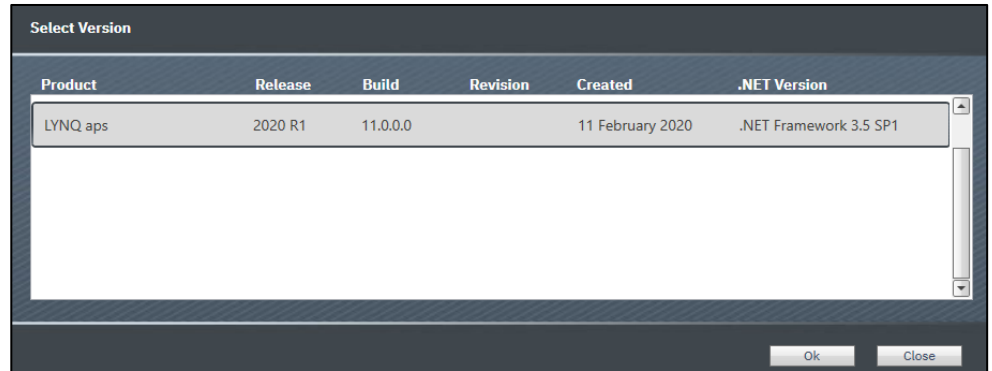 Select Version
Product Release Build Revision Created .NET Version
LYNQ aps 2020 R1 11.0.0.0 11 February 2020 .NET Framework 3.5 SP1
Ok Close